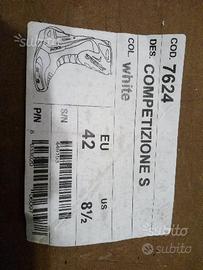 COD. 7624
DES. COMPETIZIONE S
COL. white
EU
42
US
8½
S/N
P/N
subito
subito